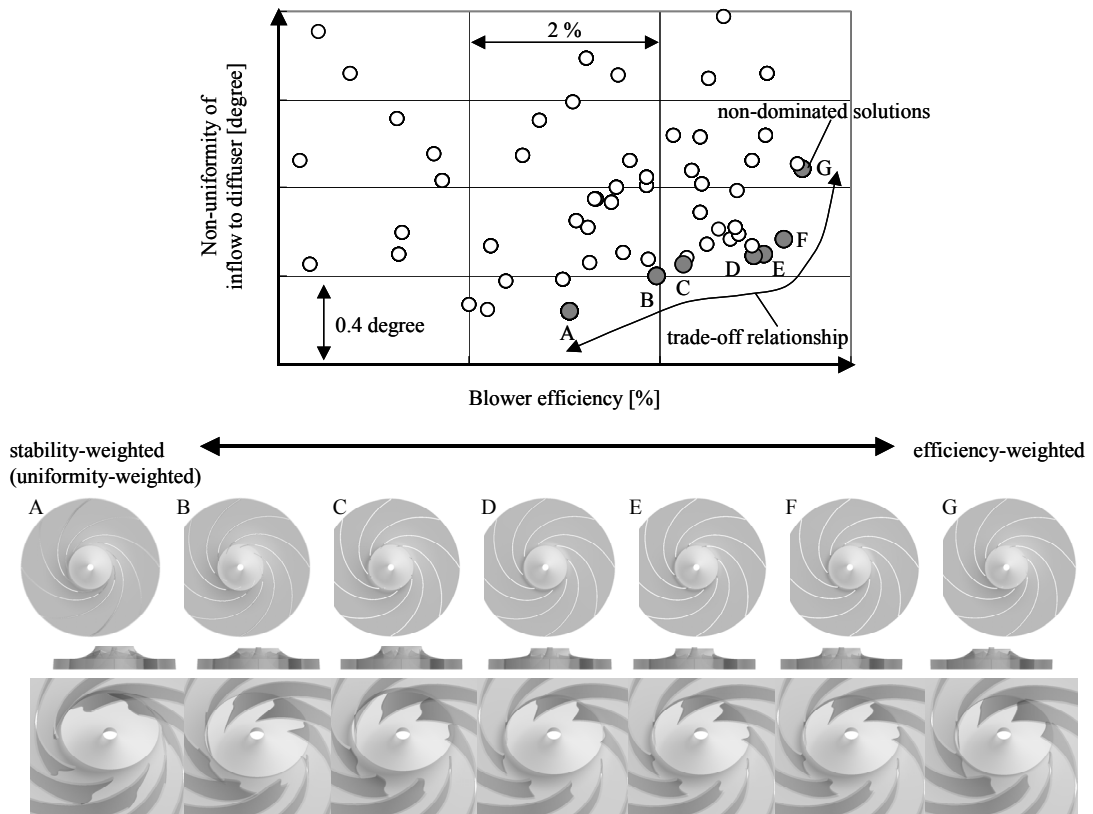 Non-uniformity of
inflow to diffuser [degree]
2 %
non-dominated solutions
G
F
D
E
C
B
A
0.4 degree
trade-off relationship
Blower efficiency [%]
stability-weighted
(uniformity-weighted)
efficiency-weighted
A
B
C
D
E
F
G